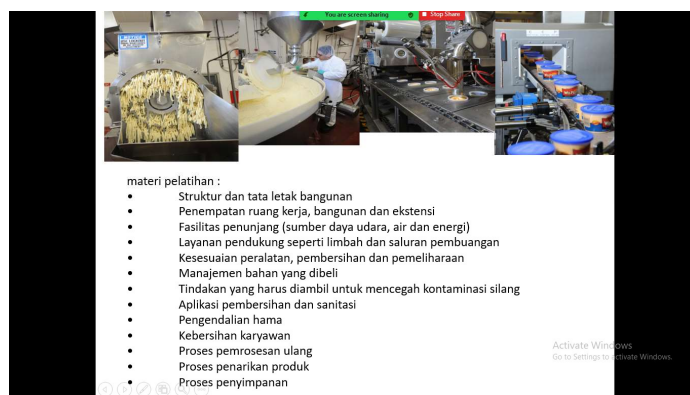 You are screen sharing
Stop Share
materi pelatihan :
• Struktur dan tata letak bangunan
• Penempatan ruang kerja, bangunan dan ekstensi
• Fasilitas penunjang (sumber daya udara, air dan energi)
• Layanan pendukung seperti limbah dan saluran pembuangan
• Kesesuaian peralatan, pembersihan dan pemeliharaan
• Manajemen bahan yang dibeli
• Tindakan yang harus diambil untuk mencegah kontaminasi silang
• Aplikasi pembersihan dan sanitasi
• Pengendalian hama
• Kebersihan karyawan
• Proses pemrosesan ulang
• Proses penarikan produk
• Proses penyimpanan
Activate Windows
Go to Settings to activate Windows.